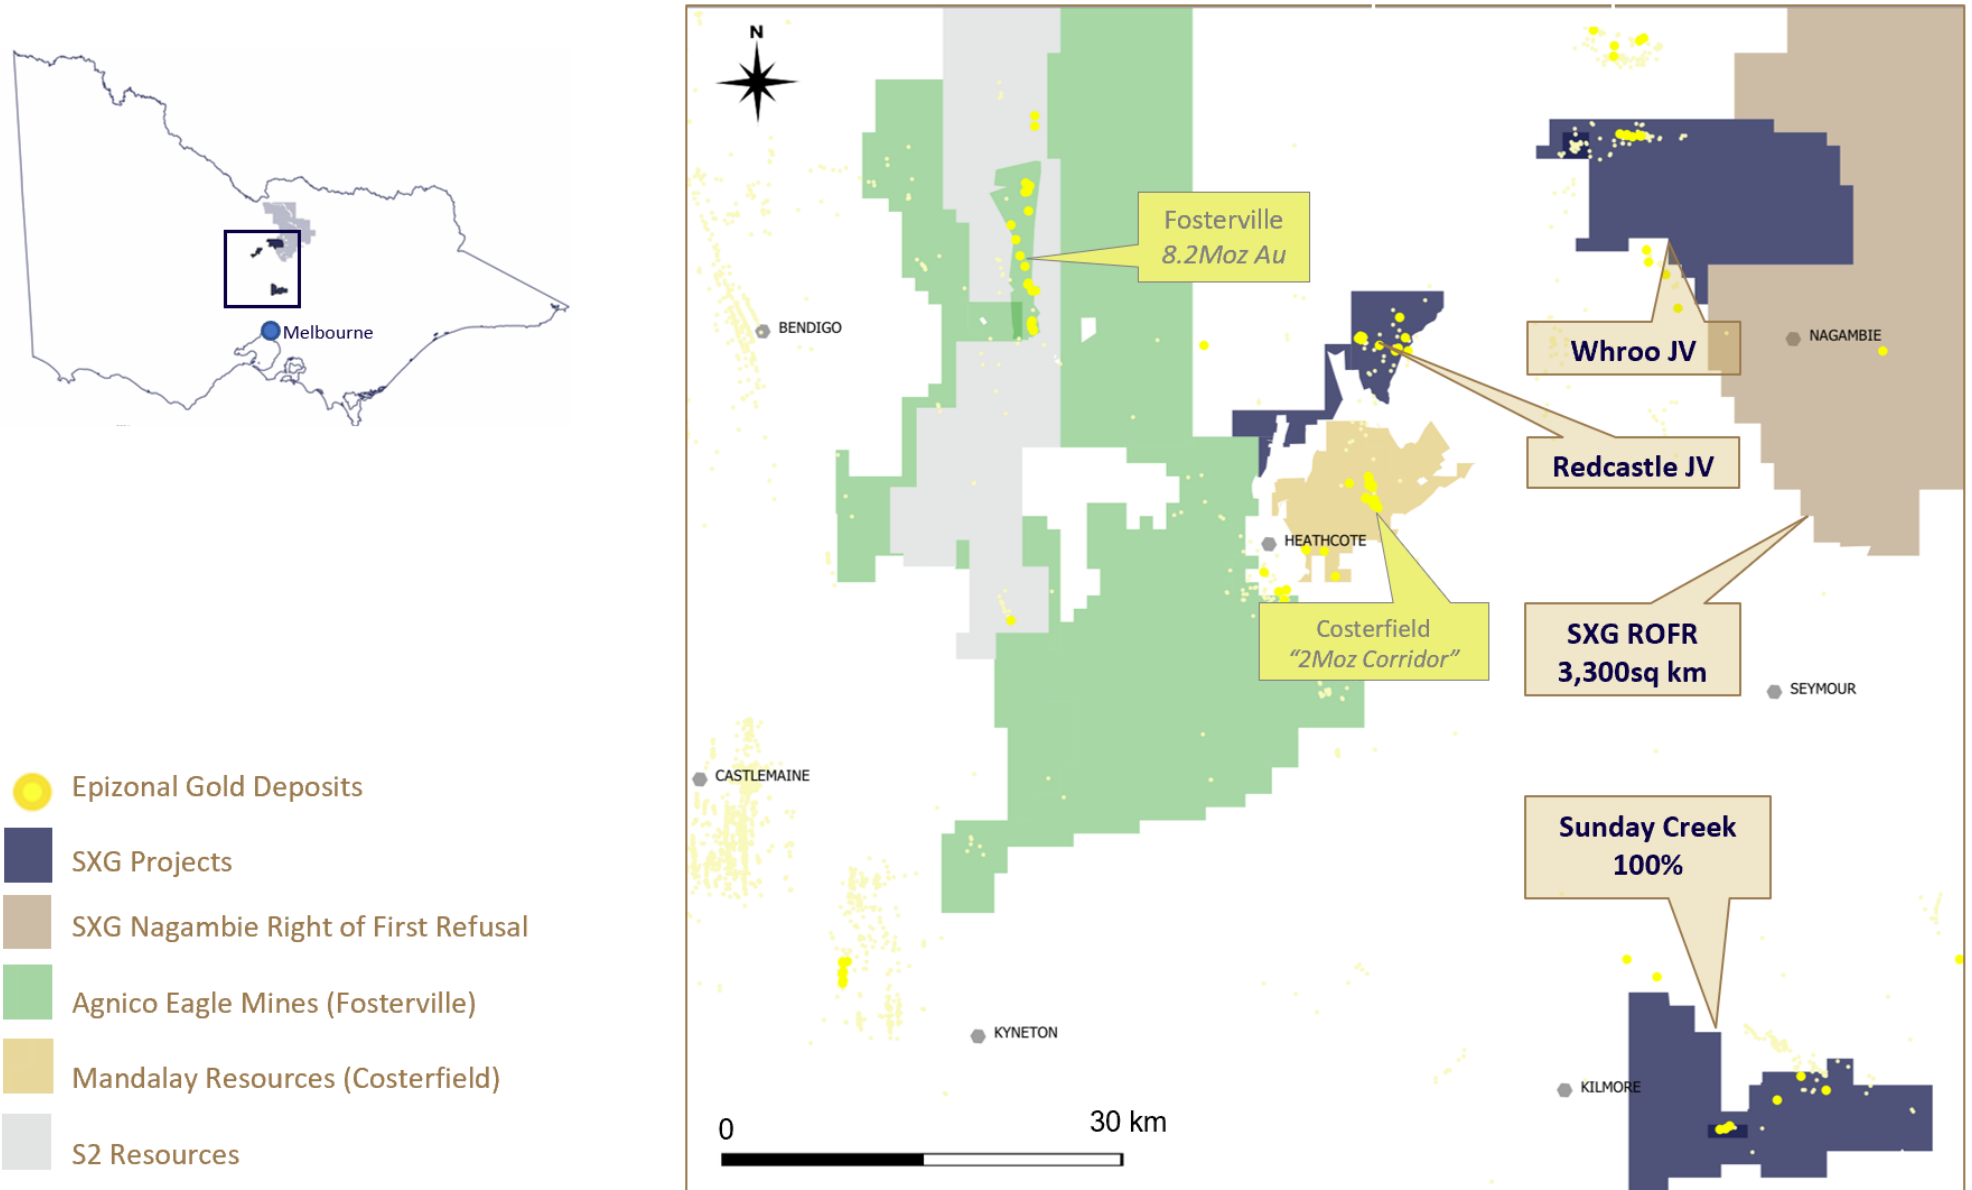 Melbourne
Epizonal Gold Deposits
SXG Projects
SXG Nagambie Right of First Refusal
Agnico Eagle Mines (Fosterville)
Mandalay Resources (Costerfield)
S2 Resources
N
Fosterville
8.2Moz Au
BENDIGO
Whroo JV
NAGAMBIE
Redcastle JV
HEATHCOTE
Costerfield
“2Moz Corridor”
SXG ROFR
3,300sq km
SEYMOUR
CASTLEMAINE
Sunday Creek
100%
KYNETON
KILMORE
0
30 km